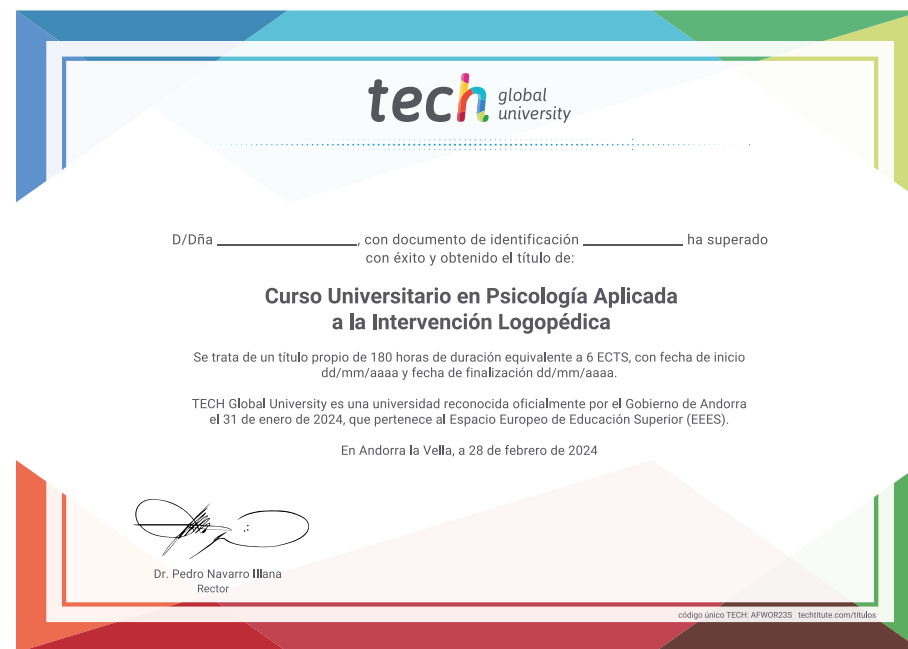 tech global university
D/Dña ____________________, con documento de identificación ______________ ha superado
con éxito y obtenido el título de:
Curso Universitario en Psicología Aplicada
a la Intervención Logopédica
Se trata de un título propio de 180 horas de duración equivalente a 6 ECTS, con fecha de inicio
dd/mm/aaaa y fecha de finalización dd/mm/aaaa.
TECH Global University es una universidad reconocida oficialmente por el Gobierno de Andorra
el 31 de enero de 2024, que pertenece al Espacio Europeo de Educación Superior (EEES).
En Andorra la Vella, a 28 de febrero de 2024
Dr. Pedro Navarro Illana
Rector
código único TECH: AFWOR23S techtitute.com/titulos